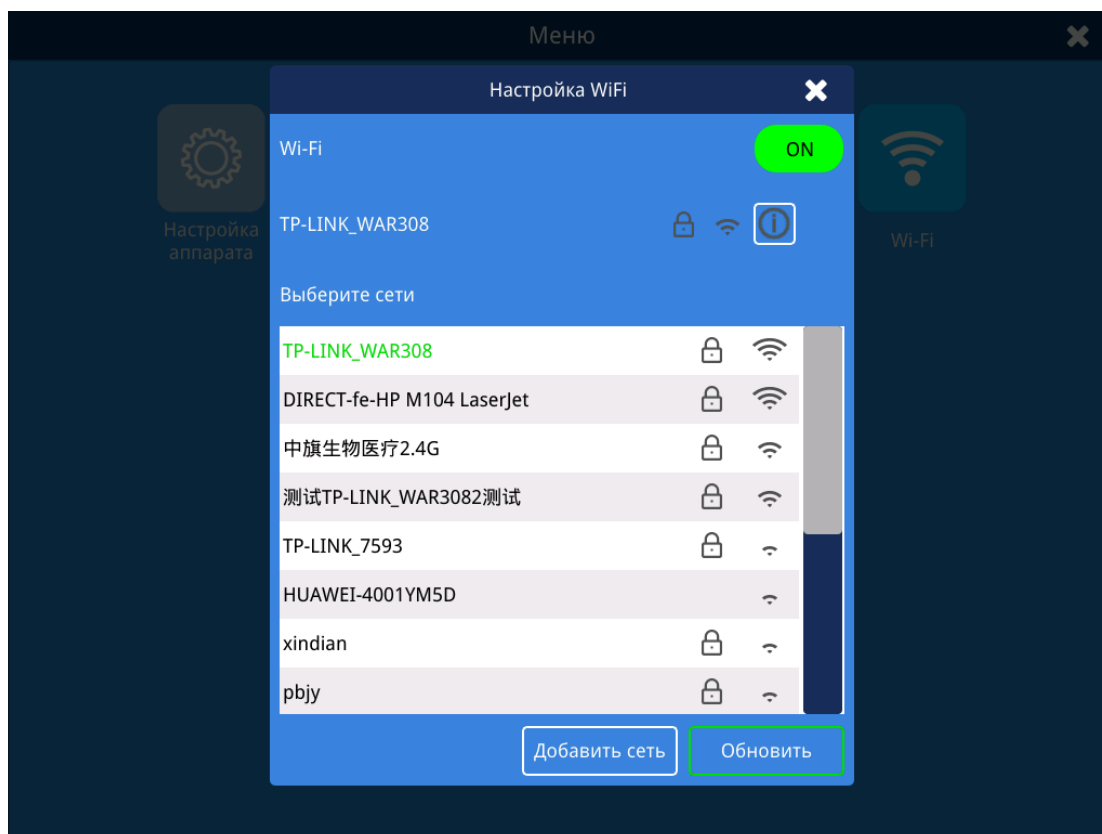 Меню
Настройка WiFi
Wi-Fi
ON
TP-LINK_WAR308
Настройка
аппарата
Wi-Fi
Выберите сети
TP-LINK_WAR308
DIRECT-fe-HP M104 LaserJet
中旗生物医疗2.4G
测试TP-LINK_WAR3082测试
TP-LINK_7593
HUAWEI-4001YM5D
xindian
pbjy
Добавить сеть
Обновить